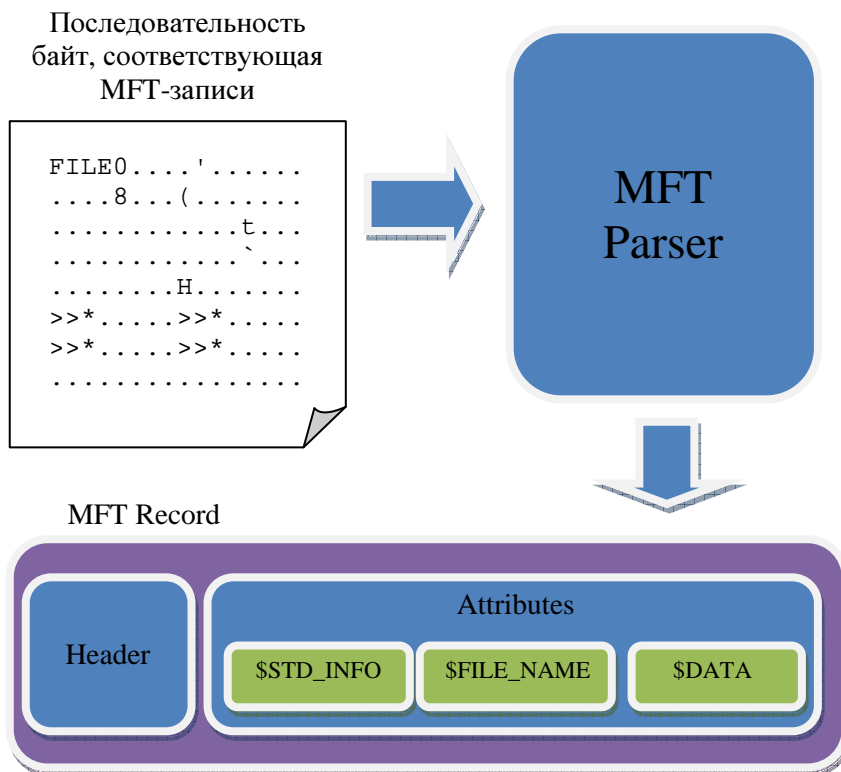 Последовательность
байт, соответствующая
MFT-записи
FILE0....'......
....8...(.......
............t...
............`...
........H.......
>>*.....>>*.....
>>*.....>>*.....
................
MFT
Parser
MFT Record
Header
Attributes
$STD_INFO
$FILE_NAME
$DATA